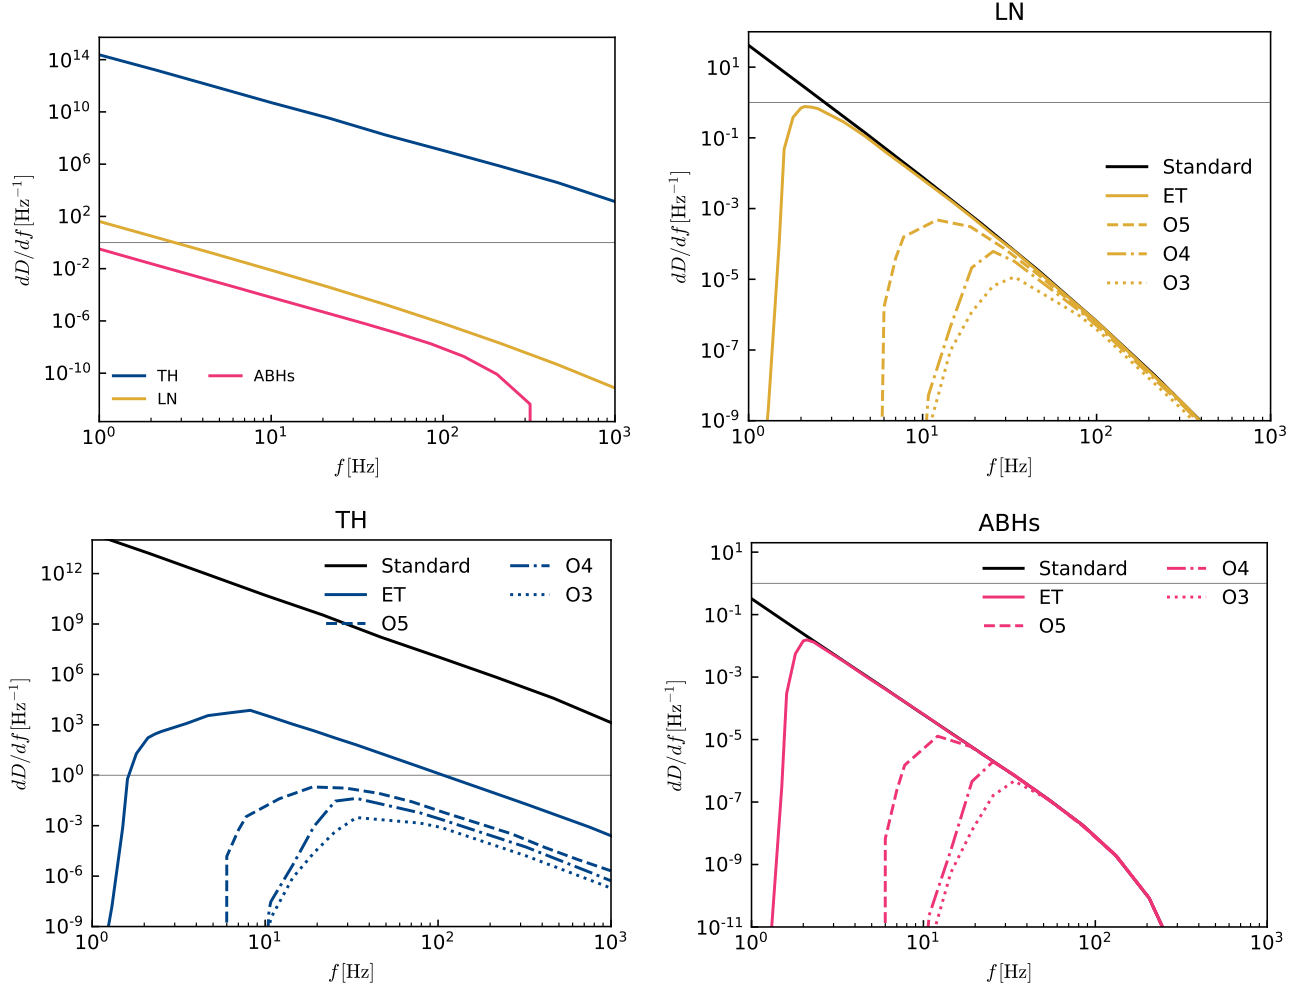 10^14
10^10
10^6
10^2
10^-2
10^-6
10^-10
dD/df [Hz^-1]
TH
LN
ABHs
10^0
10^1
10^2
10^3
f [Hz]
LN
10^1
10^-1
10^-3
10^-5
10^-7
10^-9
dD/df [Hz^-1]
Standard
ET
O5
O4
O3
10^0
10^1
10^2
10^3
f [Hz]
TH
10^12
10^9
10^6
10^3
10^0
10^-3
10^-6
10^-9
dD/df [Hz^-1]
Standard
ET
O5
O4
O3
10^0
10^1
10^2
10^3
f [Hz]
ABHs
10^1
10^-1
10^-3
10^-5
10^-7
10^-9
10^-11
dD/df [Hz^-1]
Standard
ET
O5
O4
O3
10^0
10^1
10^2
10^3
f [Hz]